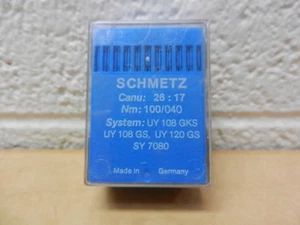 SCHMETZ
Canu: 26 : 17
Nm: 100/040
System: UY 108 GKS
UY 108 GS, UY 120 GS
SY 7080
Made in Germany